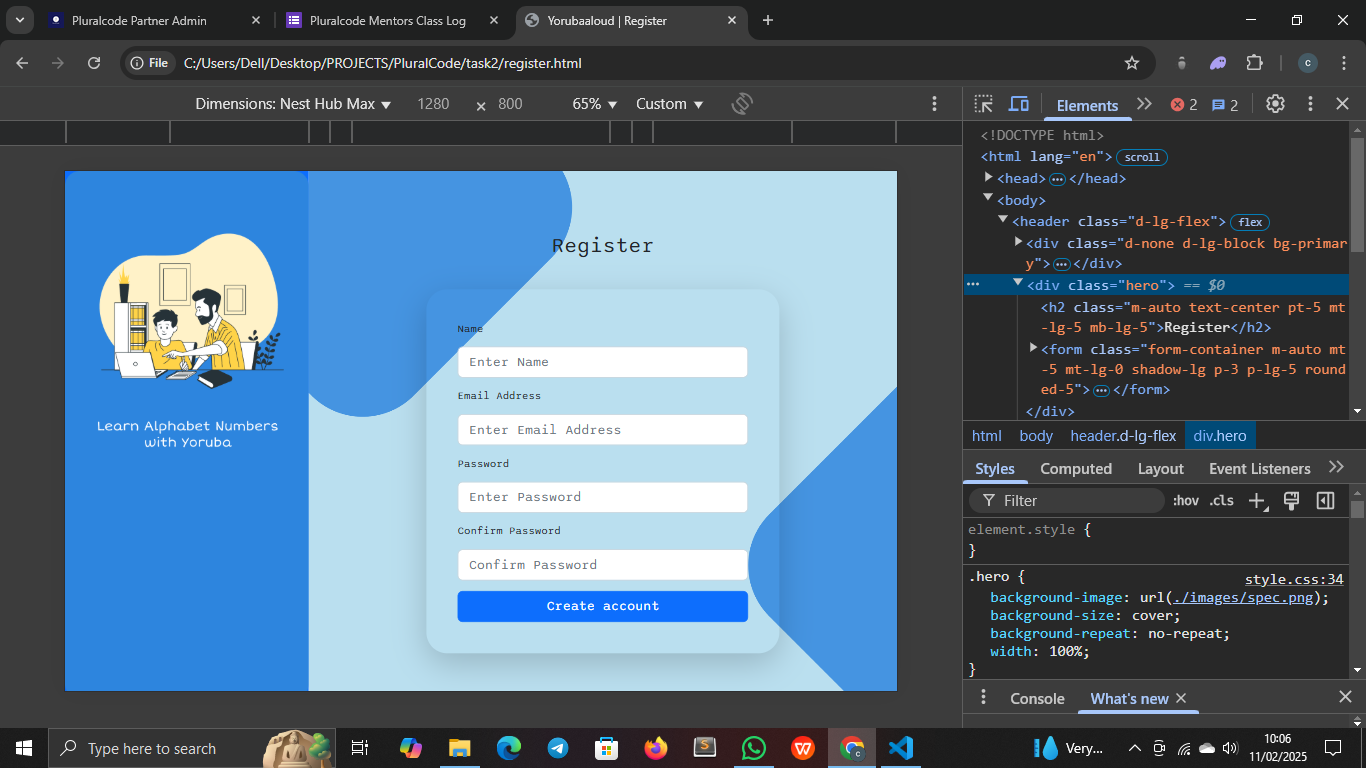 Pluralcode Partner Admin
Pluralcode Mentors Class Log
Yorubaaloud | Register
File
C:/Users/Dell/Desktop/PROJECTS/PluralCode/task2/register.html
c
Dimensions: Nest Hub Max
1280
×
800
65%
Custom
Elements
2
2
Register
Name
Enter Name
Email Address
Enter Email Address
Password
Enter Password
Confirm Password
Confirm Password
Create account
Learn Alphabet Numbers
with Yoruba
<!DOCTYPE html>
<html lang="en"> scroll
<head> ••• </head>
<body>
<header class="d-lg-flex"> flex
<div class="d-none d-lg-block bg-primar
y"> ••• </div>
••• <div class="hero"> == $0
<h2 class="m-auto text-center pt-5 mt
-lg-5 mb-lg-5">Register</h2>
<form class="form-container m-auto mt
-5 mt-lg-0 shadow-lg p-3 p-lg-5 round
ed-5"> ••• </form>
</div>
html body header.d-lg-flex div.hero
Styles Computed Layout Event Listeners
Filter :hov .cls
element.style {
}
.hero { style.css:34
background-image: url(./images/spec.png);
background-size: cover;
background-repeat: no-repeat;
width: 100%;
}
Console What's new
Type here to search
Very...
10:06
11/02/2025